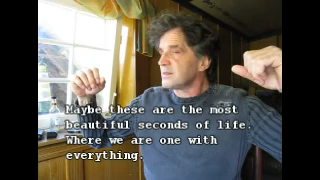 Maybe these are the most
beautiful seconds of life.
Where we are one with
everything.